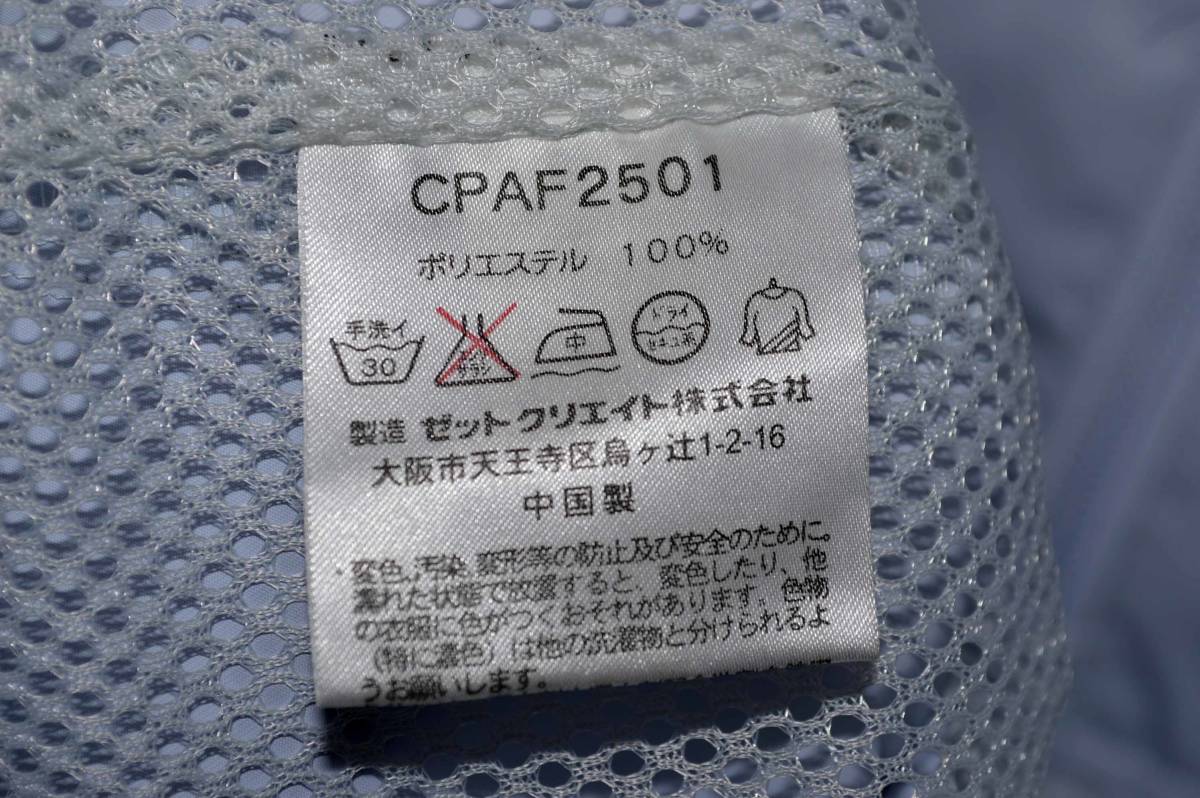 CPAF2501
ポリエステル 100%
手洗イ 30 中 ドライ
製造 ゼットクリエイト株式会社
大阪市天王寺区烏ヶ辻1-2-16
中国製
・変色、汚染、変形等の防止及び安全のために。
濡れた状態で放置すると、変色したり、他
の衣服に色がつくおそれがあります。色物
(特に濃色)は他の洗濯物と分けられるよ
うお願いします。